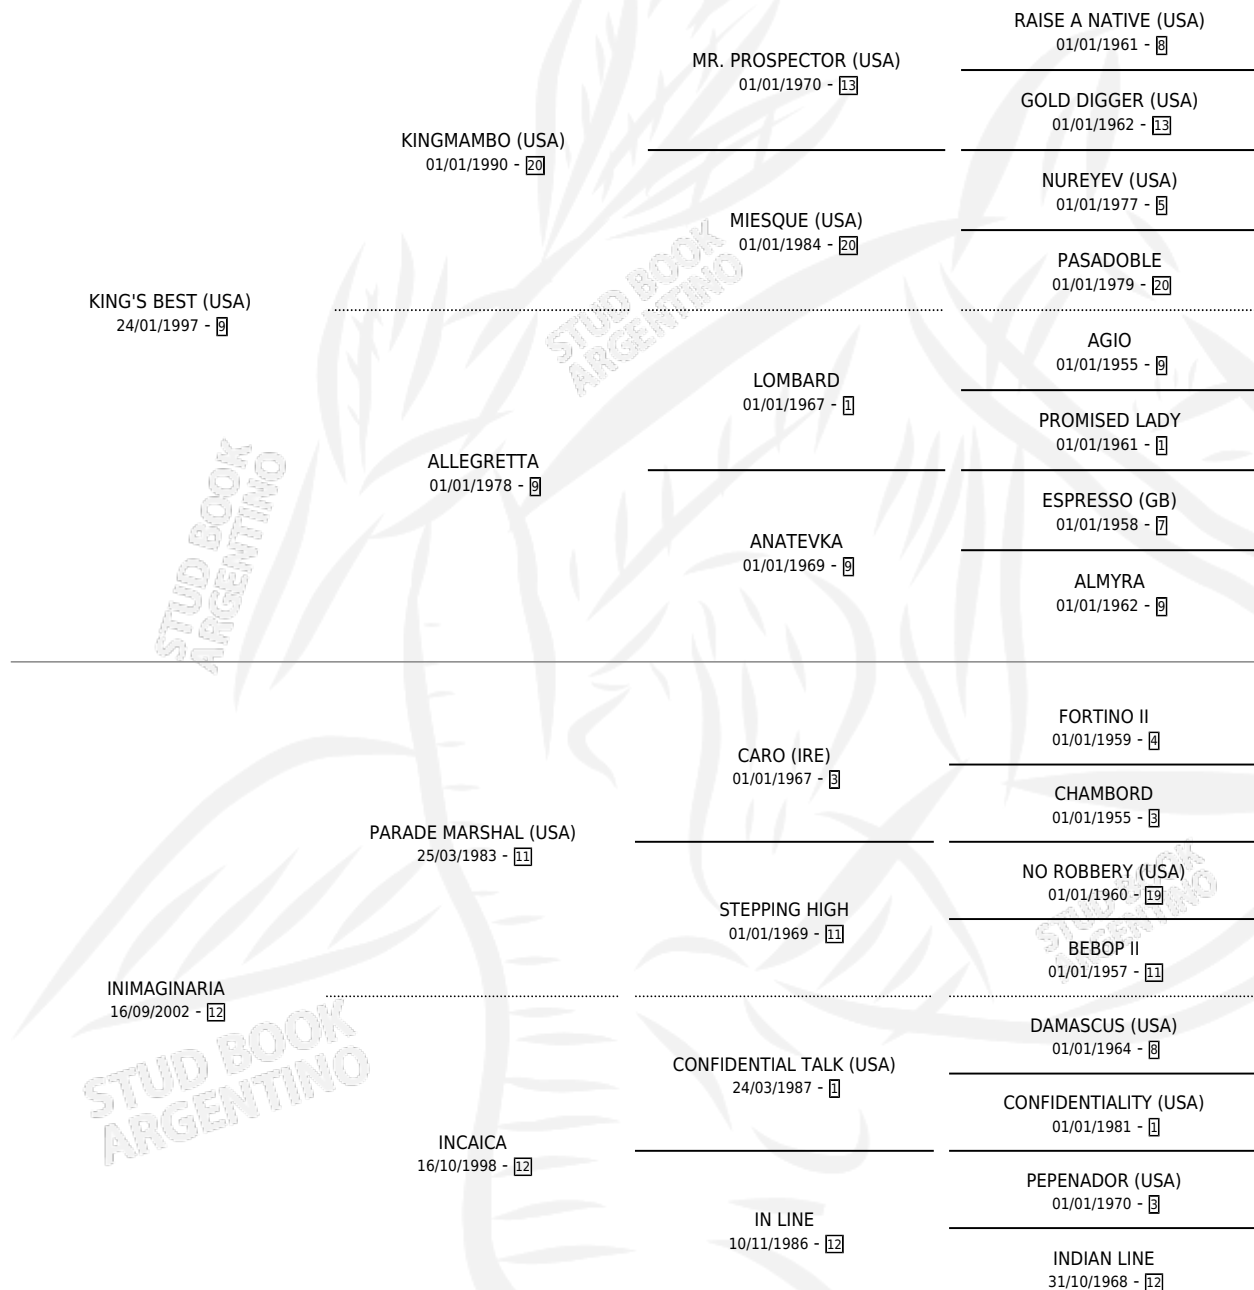 RAISE A NATIVE (USA)
01/01/1961 - 8
MR. PROSPECTOR (USA)
01/01/1970 - 13
GOLD DIGGER (USA)
01/01/1962 - 13
KINGMAMBO (USA)
01/01/1990 - 20
NUREYEV (USA)
01/01/1977 - 5
MIESQUE (USA)
01/01/1984 - 20
PASADOBLE
01/01/1979 - 20
KING'S BEST (USA)
24/01/1997 - 9
AGIO
01/01/1955 - 9
LOMBARD
01/01/1967 - 1
PROMISED LADY
01/01/1961 - 1
ALLEGRETTA
01/01/1978 - 9
ESPRESSO (GB)
01/01/1958 - 7
ANATEVKA
01/01/1969 - 9
ALMYRA
01/01/1962 - 9
FORTINO II
01/01/1959 - 4
CARO (IRE)
01/01/1967 - 3
CHAMBORD
01/01/1955 - 3
PARADE MARSHAL (USA)
25/03/1983 - 11
NO ROBBERY (USA)
01/01/1960 - 19
STEPPING HIGH
01/01/1969 - 11
BEBOP II
01/01/1957 - 11
INIMAGINARIA
16/09/2002 - 12
DAMASCUS (USA)
01/01/1964 - 8
CONFIDENTIAL TALK (USA)
24/03/1987 - 1
CONFIDENTIALITY (USA)
01/01/1981 - 1
INCAICA
16/10/1998 - 12
PEPENADOR (USA)
01/01/1970 - 3
IN LINE
10/11/1986 - 12
INDIAN LINE
31/10/1968 - 12
STUD BOOK
ARGENTINO
STUD BOOK
ARGENTINO
STUD BOOK
ARGENTINO
STUD BOOK
ARGENTINO